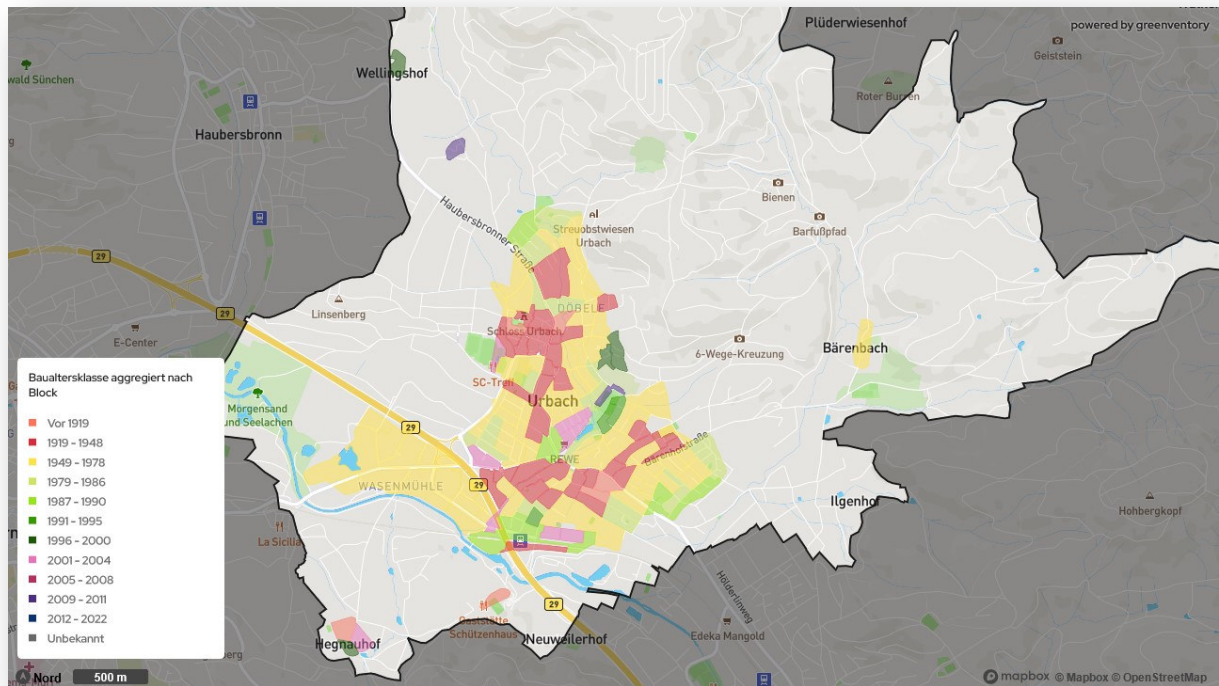 Plüderwiesenhof
powered by greenventory
Geiststein
Wellingshof
wald Sünchen
Roter Burren
Haubersbronn
Bienen
Haubersbronner Straße
Barfußpfad
Streuobstwiesen
Urbach
29
DÖBELE
29
Linsenberg
Schloss Urbach
E-Center
6-Wege-Kreuzung
Bärenbach
SC-Treff
Baualtersklasse aggregiert nach
Block
Vor 1919
1919 - 1948
1949 - 1978
1979 - 1986
1987 - 1990
1991 - 1995
1996 - 2000
2001 - 2004
2005 - 2008
2009 - 2011
2012 - 2022
Unbekannt
Morgensand
und Seelachen
Urbach
29
Bärenhofstraße
REWE
WASENMÜHLE
29
Ilgenhof
Hohbergkopf
La Sicilia
Hölderlinweg
29
Gaststätte
Schützenhaus
Edeka Mangold
Hegnauhof
Neuweilerhof
Nord
500 m
mapbox © Mapbox © OpenStreetMap